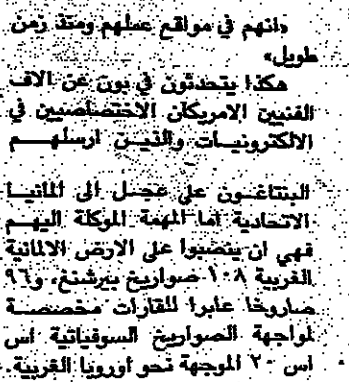 «انهم في مواقع عملهم ومنذ زمن
طويل»
هكذا يتحدثون في بون عن الاف
الفنيين الامريكان الاختصاصيين في
الالكترونيات والذين ارسلهم
البنتاغون على عجل الى المانيا
الاتحادية اما المهمة الموكلة اليهم
فهي ان ينصبوا على الارض الالمانية
الغربية ١٠٨ صواريخ بيرشنغ، و٩٦
صاروخا عابرا للقارات مخصصة
لمواجهة الصواريخ السوفياتية اس
اس ٢٠ الموجهة نحو اوروبا الغربية.